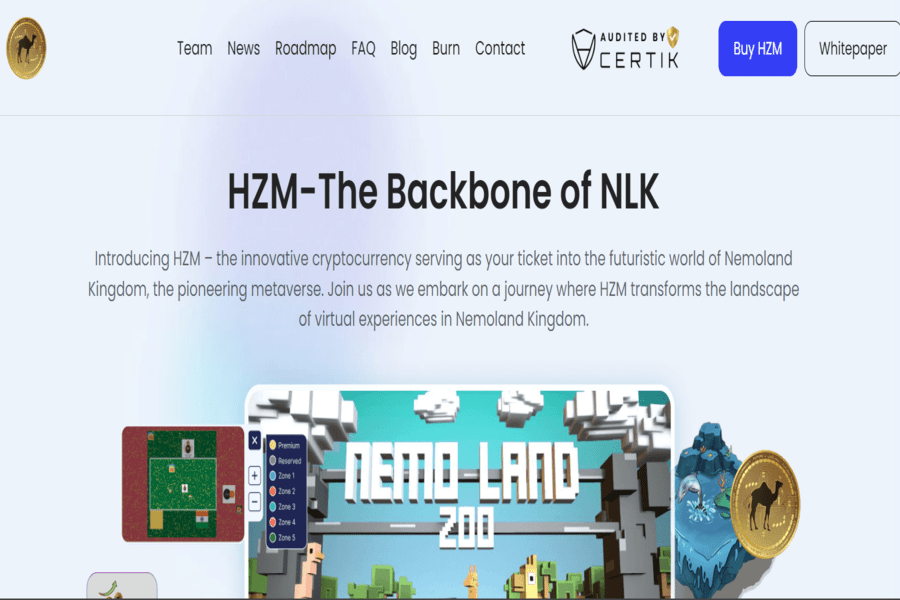 Team News Roadmap FAQ Blog Burn Contact
AUDITED BY
CERTIK
Buy HZM
Whitepaper
HZM-The Backbone of NLK
Introducing HZM – the innovative cryptocurrency serving as your ticket into the futuristic world of Nemoland
Kingdom, the pioneering metaverse. Join us as we embark on a journey where HZM transforms the landscape
of virtual experiences in Nemoland Kingdom.
X
+
−
Premium
Reserved
Zone 1
Zone 2
Zone 3
Zone 4
Zone 5
NEMO LAND
ZOO